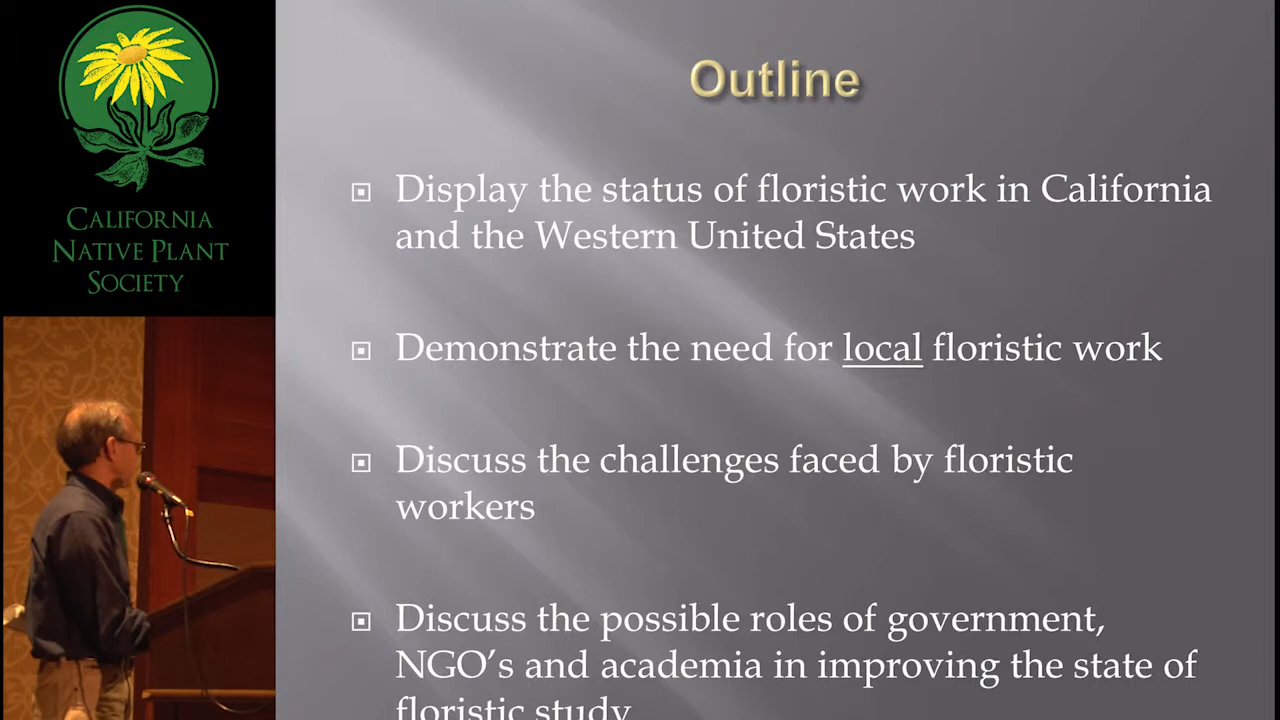 CALIFORNIA
NATIVE PLANT
SOCIETY
Outline
Display the status of floristic work in California
and the Western United States
Demonstrate the need for local floristic work
Discuss the challenges faced by floristic
workers
Discuss the possible roles of government,
NGO’s and academia in improving the state of
floristic study